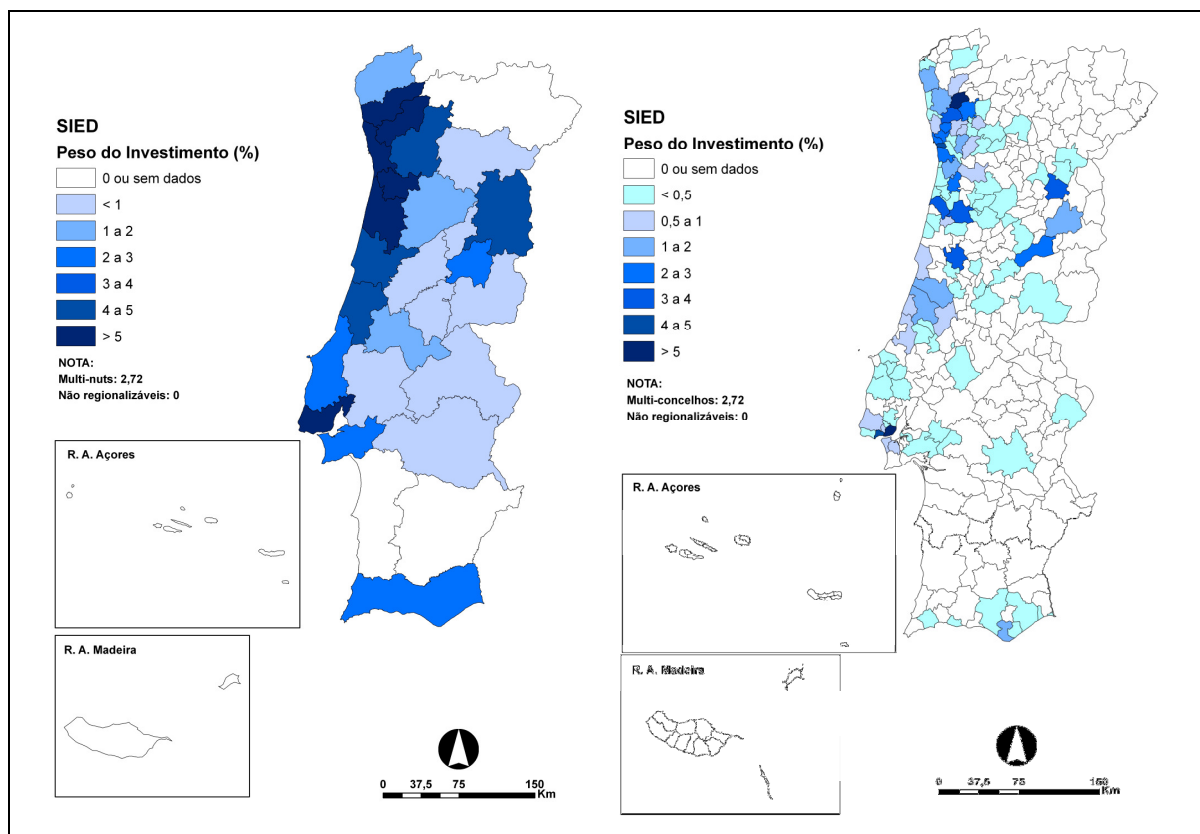 SIED
Peso do Investimento (%)
0 ou sem dados
< 1
1 a 2
2 a 3
3 a 4
4 a 5
> 5
NOTA:
Multi-nuts: 2,72
Não regionalizáveis: 0
R. A. Açores
R. A. Madeira
0 37,5 75 150
Km
SIED
Peso do Investimento (%)
0 ou sem dados
< 0,5
0,5 a 1
1 a 2
2 a 3
3 a 4
4 a 5
> 5
NOTA:
Multi-concelhos: 2,72
Não regionalizáveis: 0
R. A. Açores
R. A. Madeira
0 37,5 75 150
Km